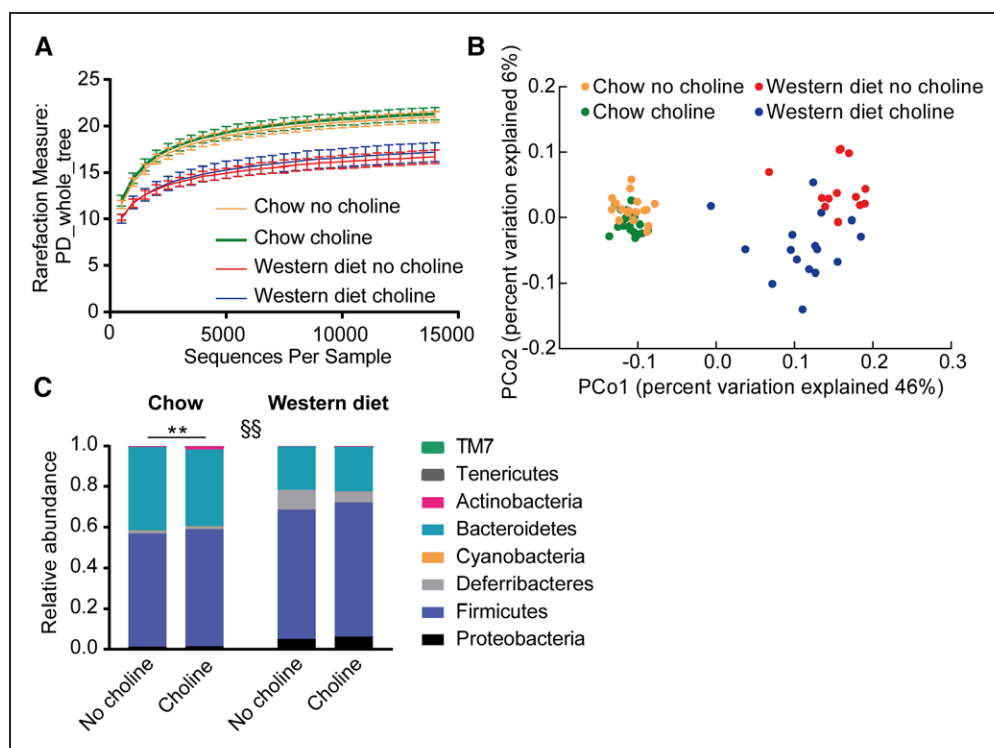 A
Rarefaction Measure:
PD_whole_tree
25
20
15
10
5
0
0
5000
10000
15000
Sequences Per Sample
Chow no choline
Chow choline
Western diet no choline
Western diet choline
B
PCo2 (percent variation explained 6%)
0.2
0.1
0.0
-0.1
-0.2
-0.1
0.0
0.1
0.2
0.3
PCo1 (percent variation explained 46%)
Chow no choline
Western diet no choline
Chow choline
Western diet choline
C
Chow
Western diet
**
§§
Relative abundance
1.0
0.8
0.6
0.4
0.2
0.0
No choline
Choline
No choline
Choline
TM7
Tenericutes
Actinobacteria
Bacteroidetes
Cyanobacteria
Deferribacteres
Firmicutes
Proteobacteria